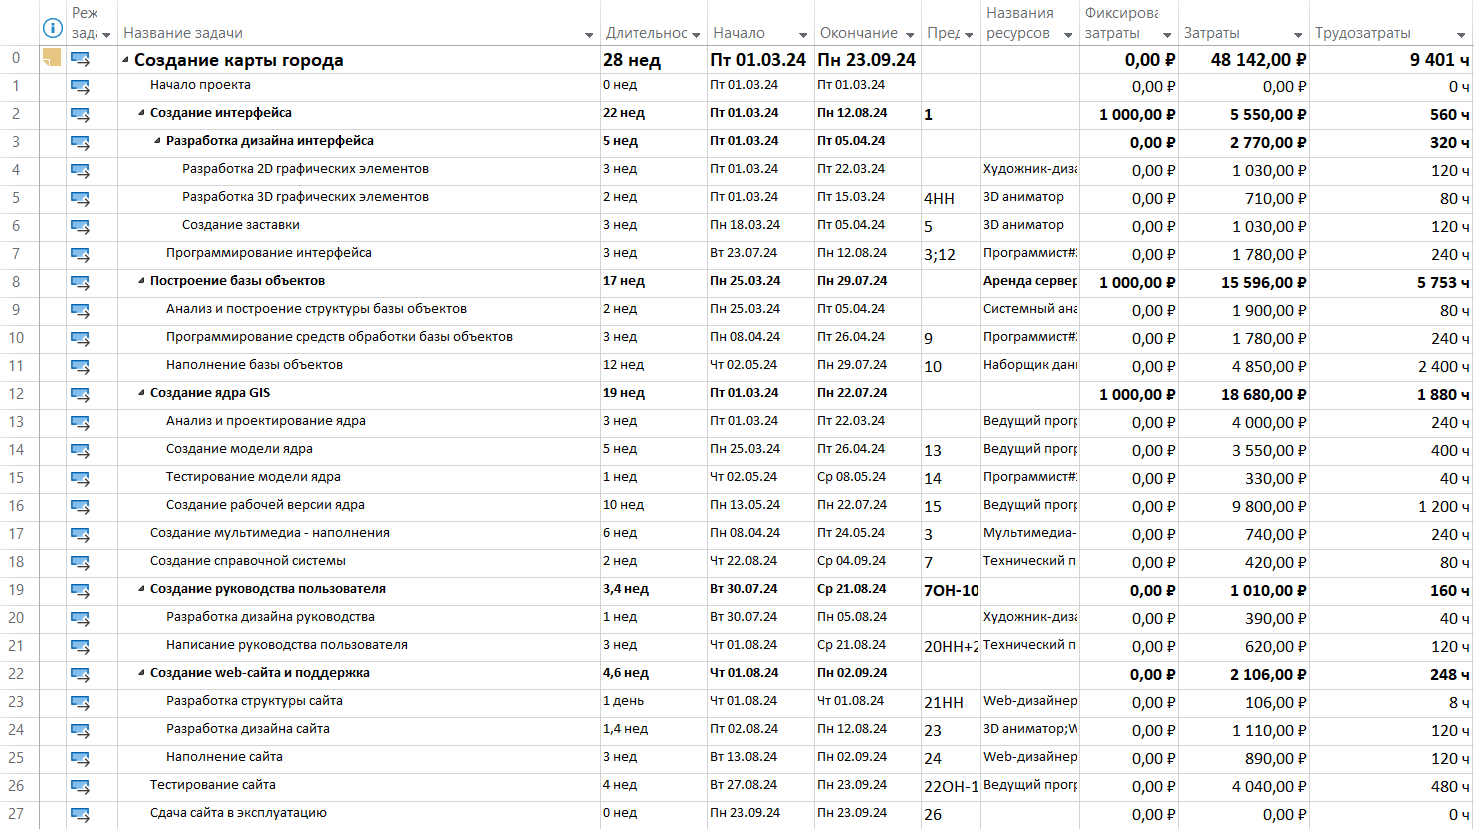 Реж зад Название задачи Длительнос Начало Окончание Пред Названия ресурсов Фиксирова затраты Затраты Трудозатраты
0 Создание карты города 28 нед Пт 01.03.24 Пн 23.09.24 0,00 ₽ 48 142,00 ₽ 9 401 ч
1 Начало проекта 0 нед Пт 01.03.24 Пт 01.03.24 0,00 ₽ 0,00 ₽ 0 ч
2 Создание интерфейса 22 нед Пт 01.03.24 Пн 12.08.24 1 1 000,00 ₽ 5 550,00 ₽ 560 ч
3 Разработка дизайна интерфейса 5 нед Пт 01.03.24 Пт 05.04.24 0,00 ₽ 2 770,00 ₽ 320 ч
4 Разработка 2D графических элементов 3 нед Пт 01.03.24 Пт 22.03.24 Художник-диза 0,00 ₽ 1 030,00 ₽ 120 ч
5 Разработка 3D графических элементов 2 нед Пт 01.03.24 Пт 15.03.24 4НН 3D аниматор 0,00 ₽ 710,00 ₽ 80 ч
6 Создание заставки 3 нед Пн 18.03.24 Пт 05.04.24 5 3D аниматор 0,00 ₽ 1 030,00 ₽ 120 ч
7 Программирование интерфейса 3 нед Вт 23.07.24 Пн 12.08.24 3;12 Программист#: 0,00 ₽ 1 780,00 ₽ 240 ч
8 Построение базы объектов 17 нед Пн 25.03.24 Пн 29.07.24 Аренда сервер 1 000,00 ₽ 15 596,00 ₽ 5 753 ч
9 Анализ и построение структуры базы объектов 2 нед Пн 25.03.24 Пт 05.04.24 Системный ана 0,00 ₽ 1 900,00 ₽ 80 ч
10 Программирование средств обработки базы объектов 3 нед Пн 08.04.24 Пт 26.04.24 9 Программист#: 0,00 ₽ 1 780,00 ₽ 240 ч
11 Наполнение базы объектов 12 нед Чт 02.05.24 Пн 29.07.24 10 Наборщик дан 0,00 ₽ 4 850,00 ₽ 2 400 ч
12 Создание ядра GIS 19 нед Пт 01.03.24 Пн 22.07.24 1 000,00 ₽ 18 680,00 ₽ 1 880 ч
13 Анализ и проектирование ядра 3 нед Пт 01.03.24 Пт 22.03.24 Ведущий прогр 0,00 ₽ 4 000,00 ₽ 240 ч
14 Создание модели ядра 5 нед Пн 25.03.24 Пт 26.04.24 13 Ведущий прогр 0,00 ₽ 3 550,00 ₽ 400 ч
15 Тестирование модели ядра 1 нед Чт 02.05.24 Ср 08.05.24 14 Программист#: 0,00 ₽ 330,00 ₽ 40 ч
16 Создание рабочей версии ядра 10 нед Пн 13.05.24 Пн 22.07.24 15 Ведущий прогр 0,00 ₽ 9 800,00 ₽ 1 200 ч
17 Создание мультимедиа - наполнения 6 нед Пн 08.04.24 Пт 24.05.24 3 Мультимедиа- 0,00 ₽ 740,00 ₽ 240 ч
18 Создание справочной системы 2 нед Чт 22.08.24 Ср 04.09.24 7 Технический п 0,00 ₽ 420,00 ₽ 80 ч
19 Создание руководства пользователя 3,4 нед Вт 30.07.24 Ср 21.08.24 7ОН-10 0,00 ₽ 1 010,00 ₽ 160 ч
20 Разработка дизайна руководства 1 нед Вт 30.07.24 Пн 05.08.24 Художник-диза 0,00 ₽ 390,00 ₽ 40 ч
21 Написание руководства пользователя 3 нед Чт 01.08.24 Ср 21.08.24 20НН+2 Технический п 0,00 ₽ 620,00 ₽ 120 ч
22 Создание web-сайта и поддержка 4,6 нед Чт 01.08.24 Пн 02.09.24 0,00 ₽ 2 106,00 ₽ 248 ч
23 Разработка структуры сайта 1 день Чт 01.08.24 Чт 01.08.24 21НН Web-дизайнер 0,00 ₽ 106,00 ₽ 8 ч
24 Разработка дизайна сайта 1,4 нед Пт 02.08.24 Пн 12.08.24 23 3D аниматор;W 0,00 ₽ 1 110,00 ₽ 120 ч
25 Наполнение сайта 3 нед Вт 13.08.24 Пн 02.09.24 24 Web-дизайнер 0,00 ₽ 890,00 ₽ 120 ч
26 Тестирование сайта 4 нед Вт 27.08.24 Пн 23.09.24 22ОН-1 Ведущий прогр 0,00 ₽ 4 040,00 ₽ 480 ч
27 Сдача сайта в эксплуатацию 0 нед Пн 23.09.24 Пн 23.09.24 26 0,00 ₽ 0,00 ₽ 0 ч